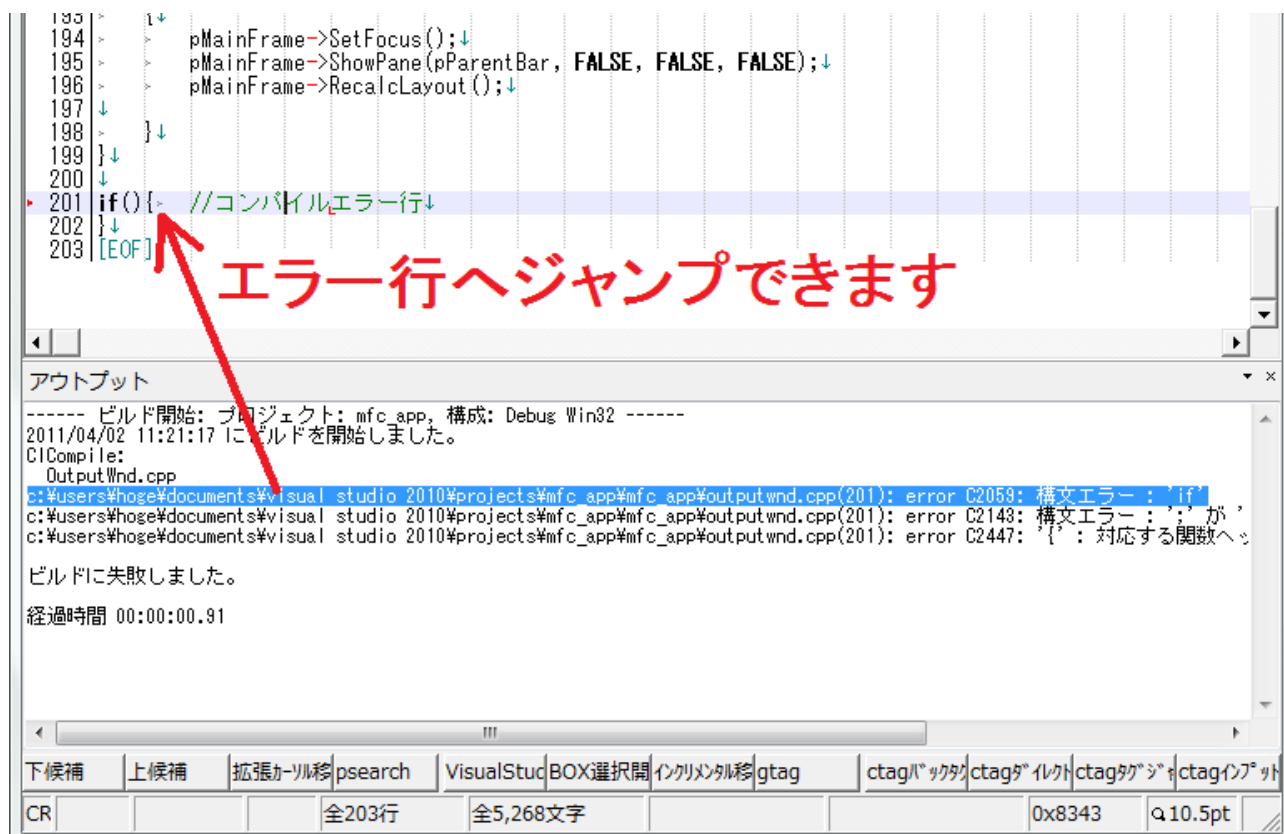 193 {↓
194 pMainFrame->SetFocus();↓
195 pMainFrame->ShowPane(pParentBar, FALSE, FALSE, FALSE);↓
196 pMainFrame->RecalcLayout();↓
197 ↓
198 }↓
199 }↓
200 ↓
201 if(){ //コンパイルエラー行↓
202 }↓
203 [EOF]
エラー行へジャンプできます
アウトプット
------ ビルド開始: プロジェクト: mfc_app, 構成: Debug Win32 ------
2011/04/02 11:21:17 にビルドを開始しました。
ClCompile:
OutputWnd.cpp
c:¥users¥hoge¥documents¥visual studio 2010¥projects¥mfc_app¥mfc_app¥outputwnd.cpp(201): error C2059: 構文エラー : 'if'
c:¥users¥hoge¥documents¥visual studio 2010¥projects¥mfc_app¥mfc_app¥outputwnd.cpp(201): error C2143: 構文エラー : ';' が '
c:¥users¥hoge¥documents¥visual studio 2010¥projects¥mfc_app¥mfc_app¥outputwnd.cpp(201): error C2447: '{' : 対応する関数ヘッ
ビルドに失敗しました。
経過時間 00:00:00.91
下候補 上候補 拡張ｶｰｿﾙ移 psearch VisualStud BOX選択開 ｲﾝｸﾘﾒﾝﾀﾙ移 gtag ctagﾊﾞｯｸﾀｸ ctagﾀﾞｲﾚｸﾄ ctagﾀｸﾞｼﾞｬ ctagｲﾝﾌﾟｯﾄ
CR 全203行 全5,268文字 0x8343 10.5pt